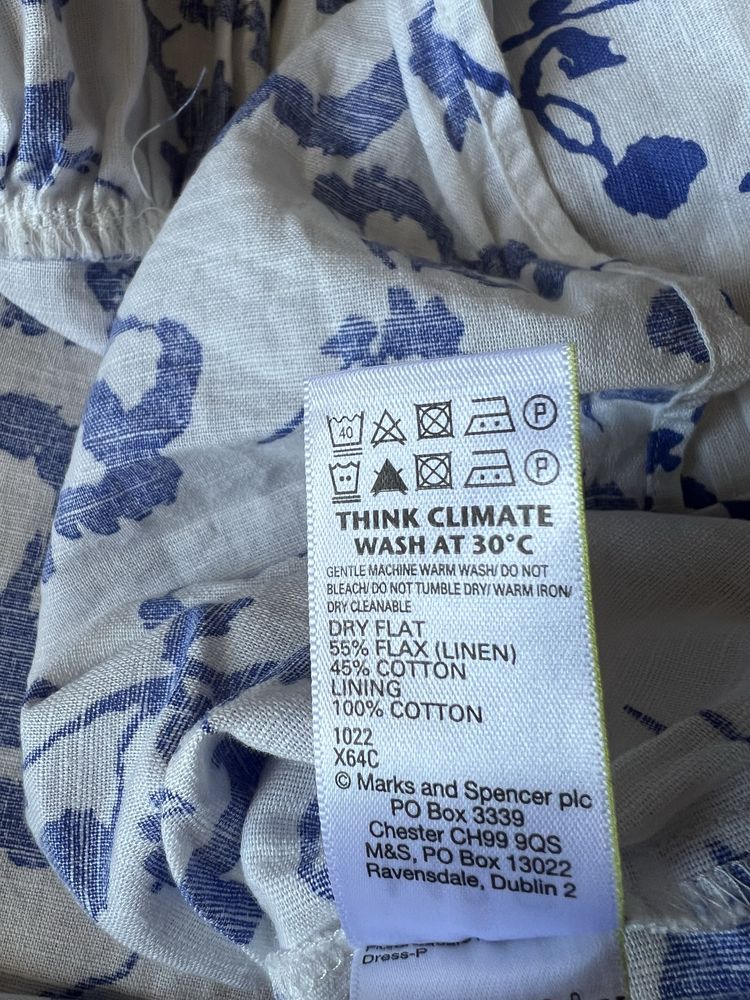 40 P
P
THINK CLIMATE
WASH AT 30°C
GENTLE MACHINE WARM WASH/ DO NOT
BLEACH/ DO NOT TUMBLE DRY/ WARM IRON/
DRY CLEANABLE
DRY FLAT
55% FLAX (LINEN)
45% COTTON
LINING
100% COTTON
1022
X64C
© Marks and Spencer plc
PO Box 3339
Chester CH99 9QS
M&S, PO Box 13022
Ravensdale, Dublin 2
Dress-P